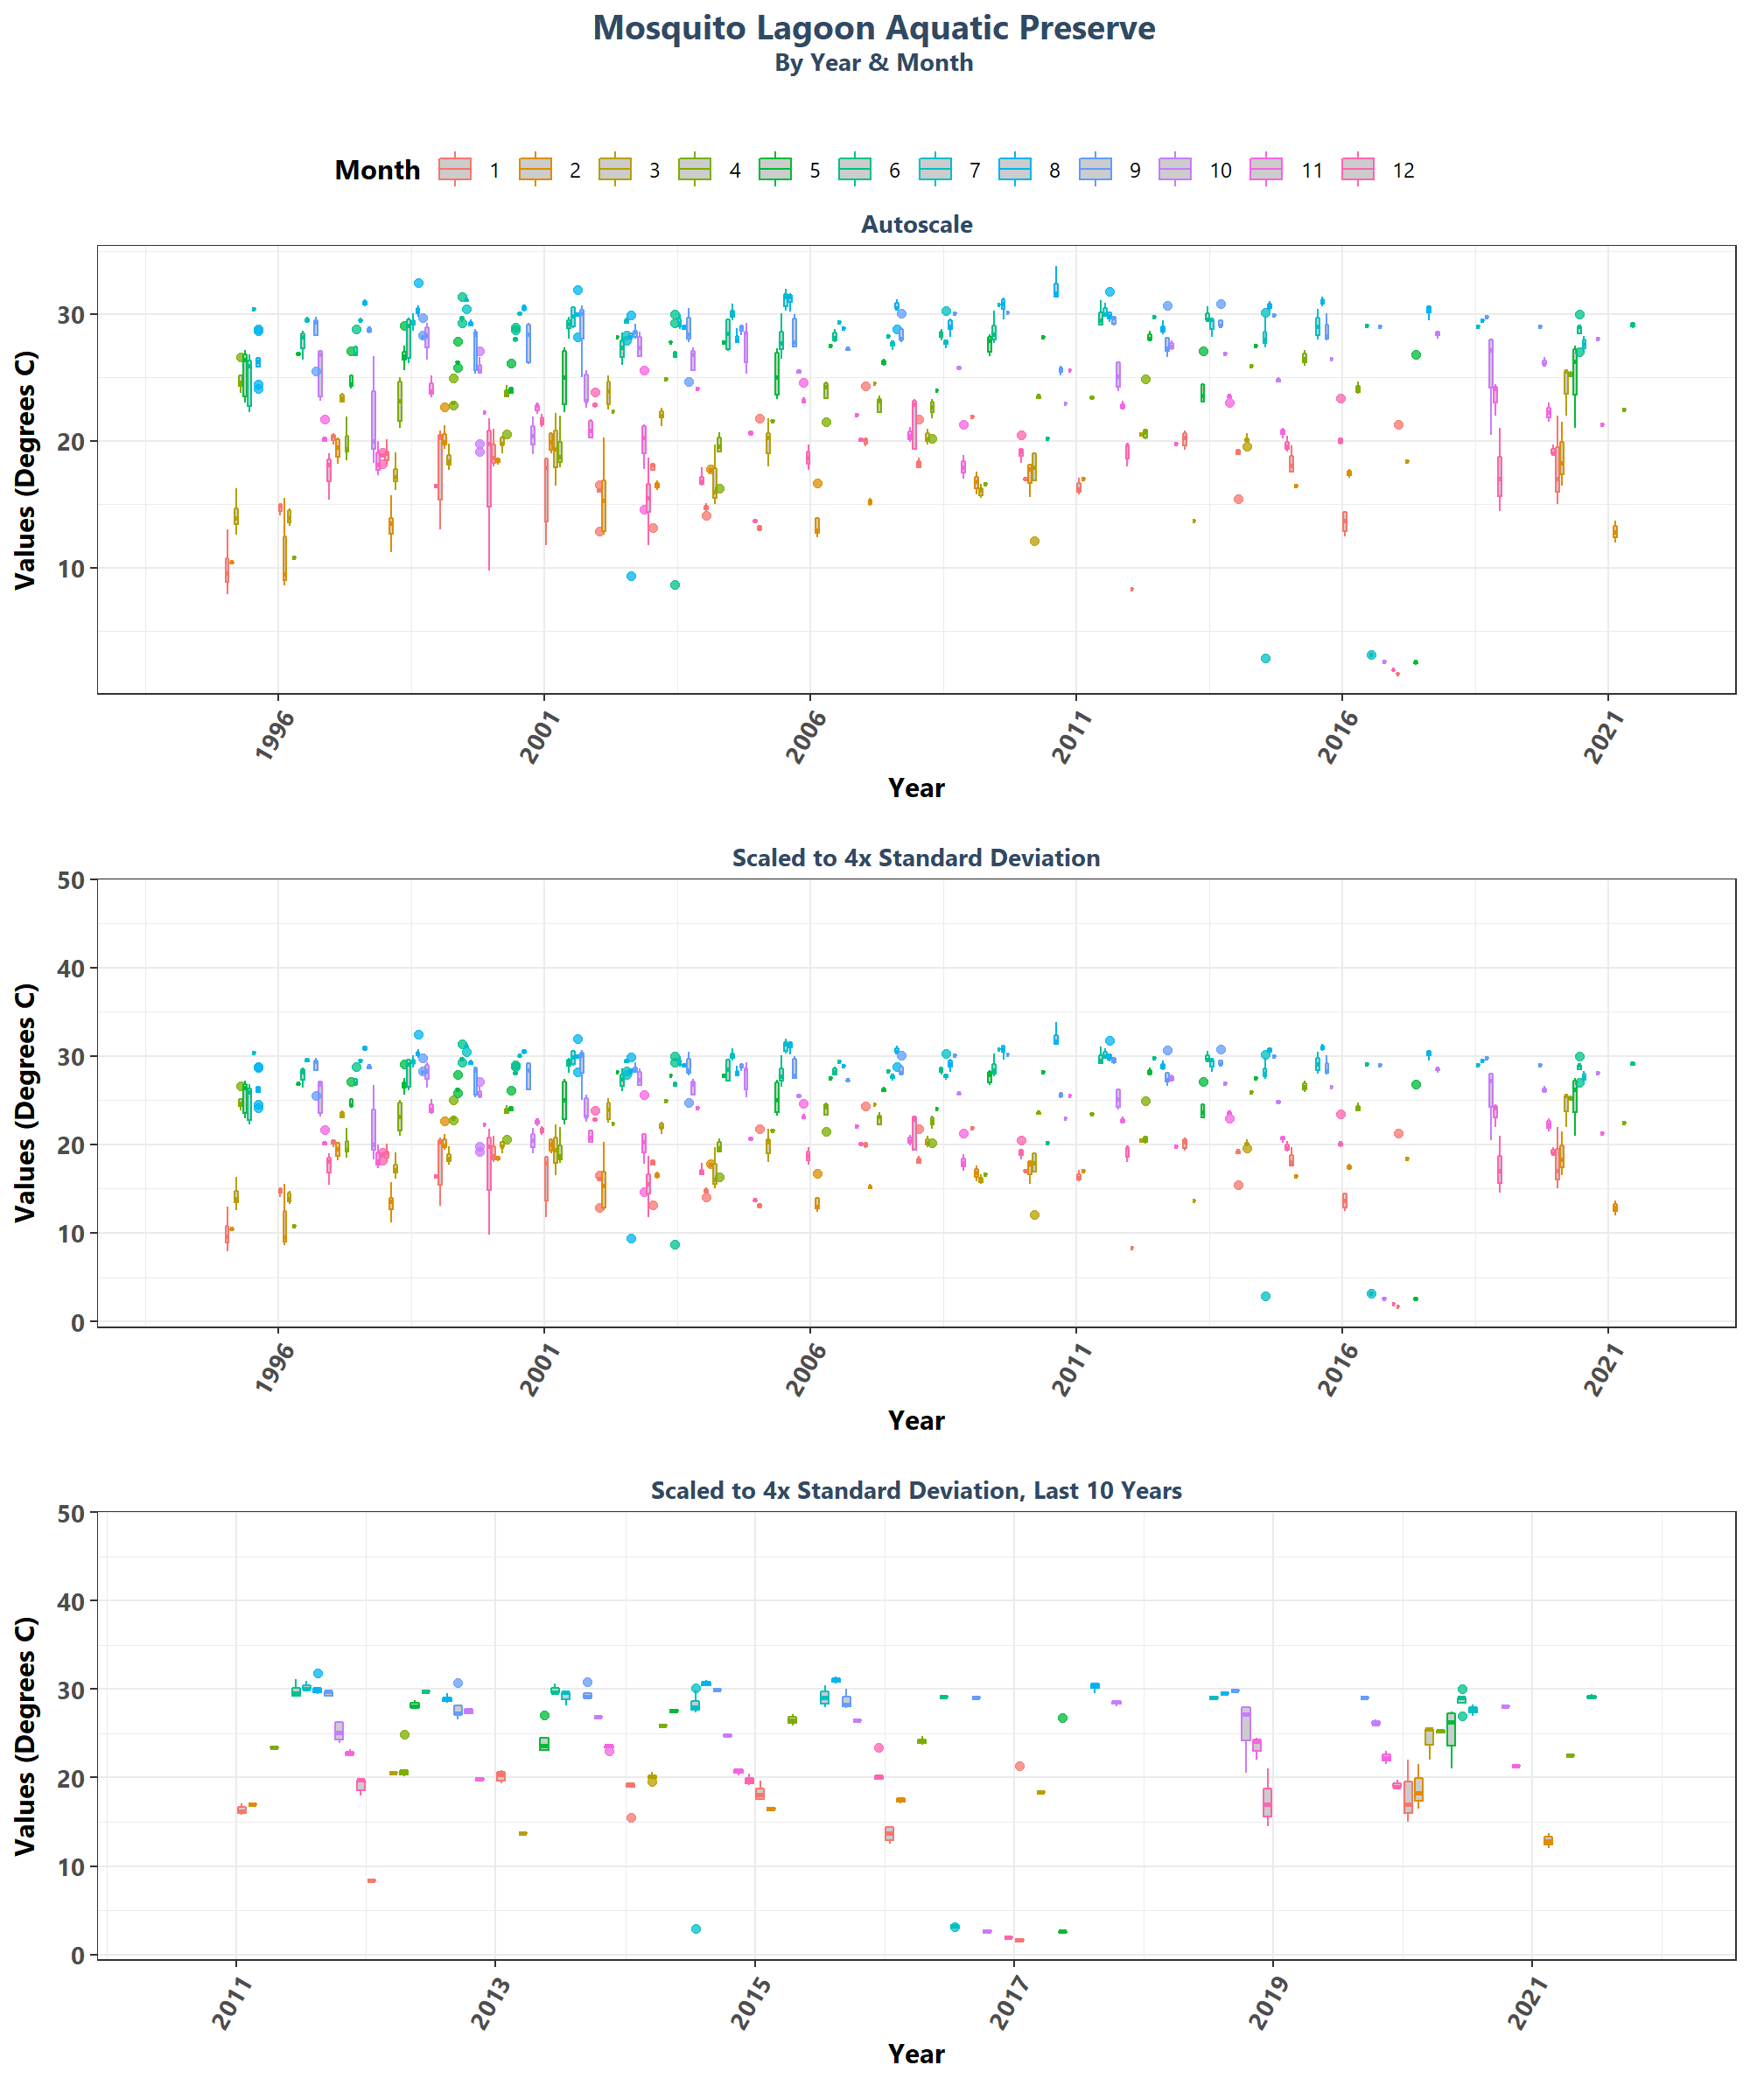 Mosquito Lagoon Aquatic Preserve
By Year & Month
Month 1 2 3 4 5 6 7 8 9 10 11 12
Autoscale
Values (Degrees C)
30
20
10
1996 2001 2006 2011 2016 2021
Year
Scaled to 4x Standard Deviation
Values (Degrees C)
50
40
30
20
10
0
1996 2001 2006 2011 2016 2021
Year
Scaled to 4x Standard Deviation, Last 10 Years
Values (Degrees C)
50
40
30
20
10
0
2011 2013 2015 2017 2019 2021
Year